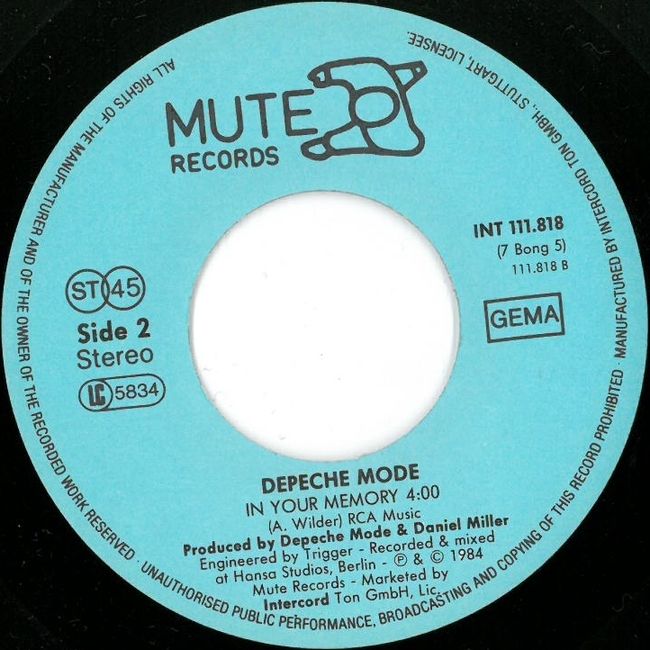 MUTE
RECORDS
INT 111.818
(7 Bong 5)
111.818 B
ST 45
Side 2
Stereo
LC 5834
GEMA
DEPECHE MODE
IN YOUR MEMORY 4:00
(A. Wilder) RCA Music
Produced by Depeche Mode & Daniel Miller
Engineered by Trigger - Recorded & mixed
at Hansa Studios, Berlin - ℗ & © 1984
Mute Records - Marketed by
Intercord Ton GmbH, Lic.
ALL RIGHTS OF THE MANUFACTURER AND OF THE OWNER OF THE RECORDED WORK RESERVED · UNAUTHORISED PUBLIC PERFORMANCE, BROADCASTING AND COPYING OF THIS RECORD PROHIBITED · MANUFACTURED BY INTERCORD TON GMBH., STUTTGART, LICENSEE.